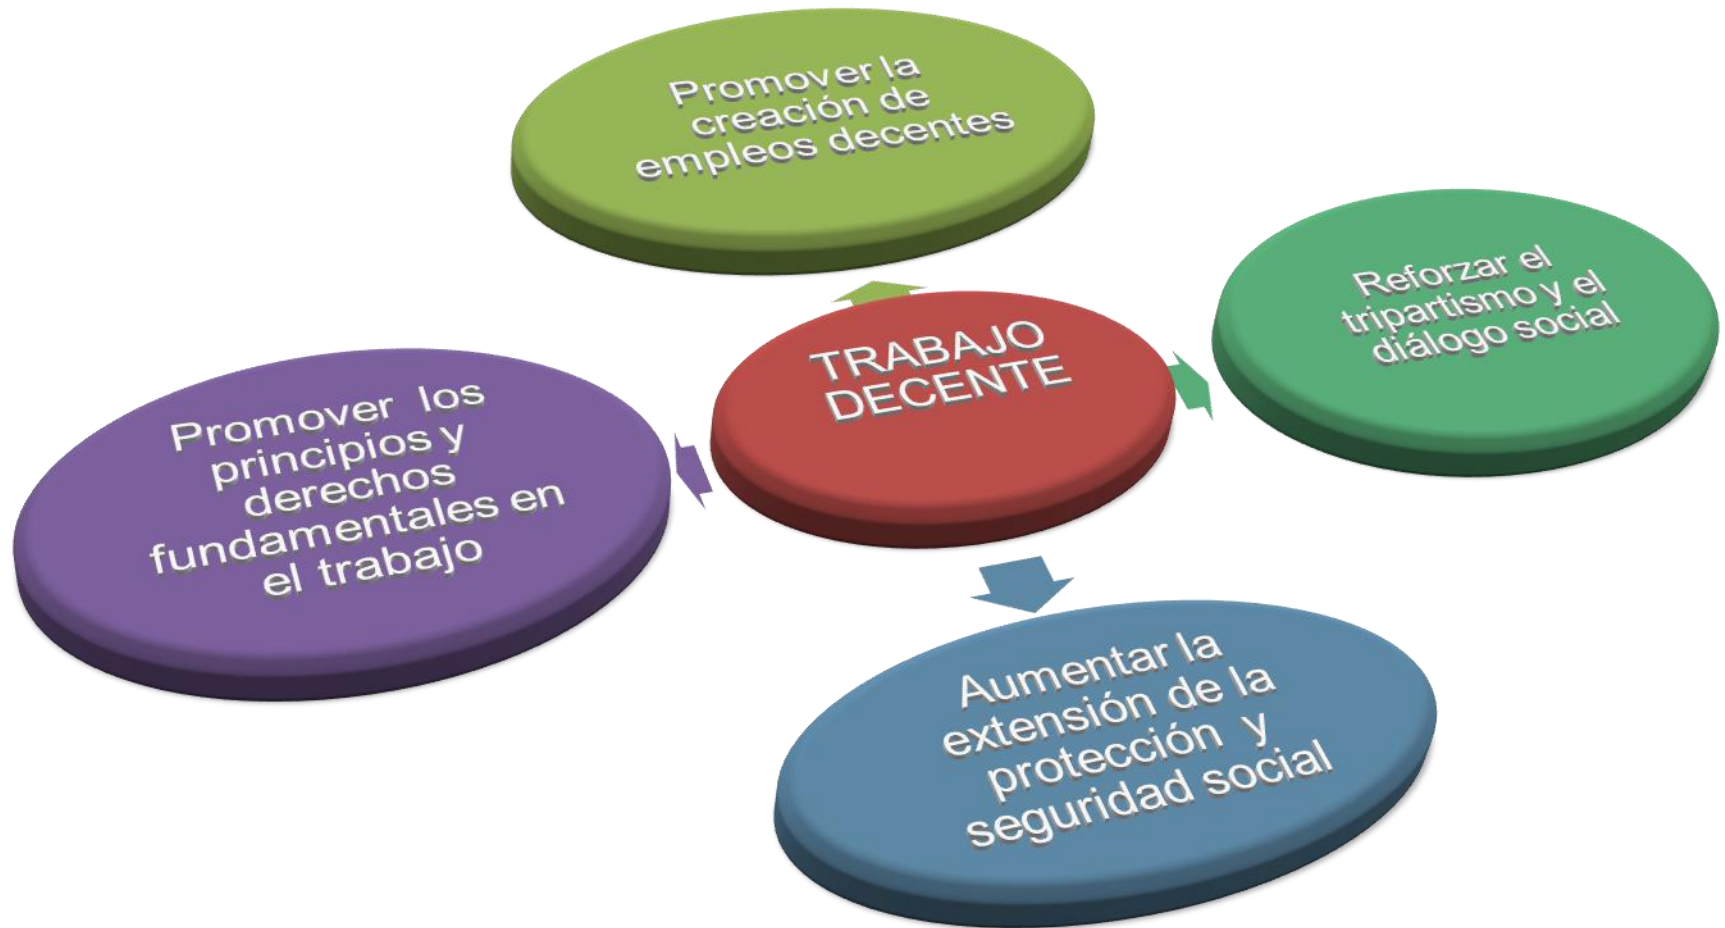 Promover la
creación de
empleos decentes
Reforzar el
tripartismo y el
diálogo social
TRABAJO
DECENTE
Promover los
principios y
derechos
fundamentales en
el trabajo
Aumentar la
extensión de la
protección y
seguridad social